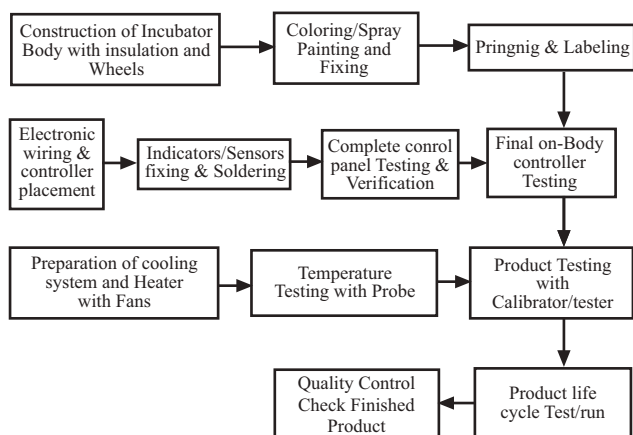 Construction of Incubator
Body with insulation and
Wheels
Coloring/Spray
Painting and
Fixing
Pringnig & Labeling
Electronic
wiring &
controller
placement
Indicators/Sensors
fixing & Soldering
Complete conrol
panel Testing &
Verification
Final on-Body
controller
Testing
Preparation of cooling
system and Heater
with Fans
Temperature
Testing with Probe
Product Testing
with
Calibrator/tester
Quality Control
Check Finished
Product
Product life
cycle Test/run